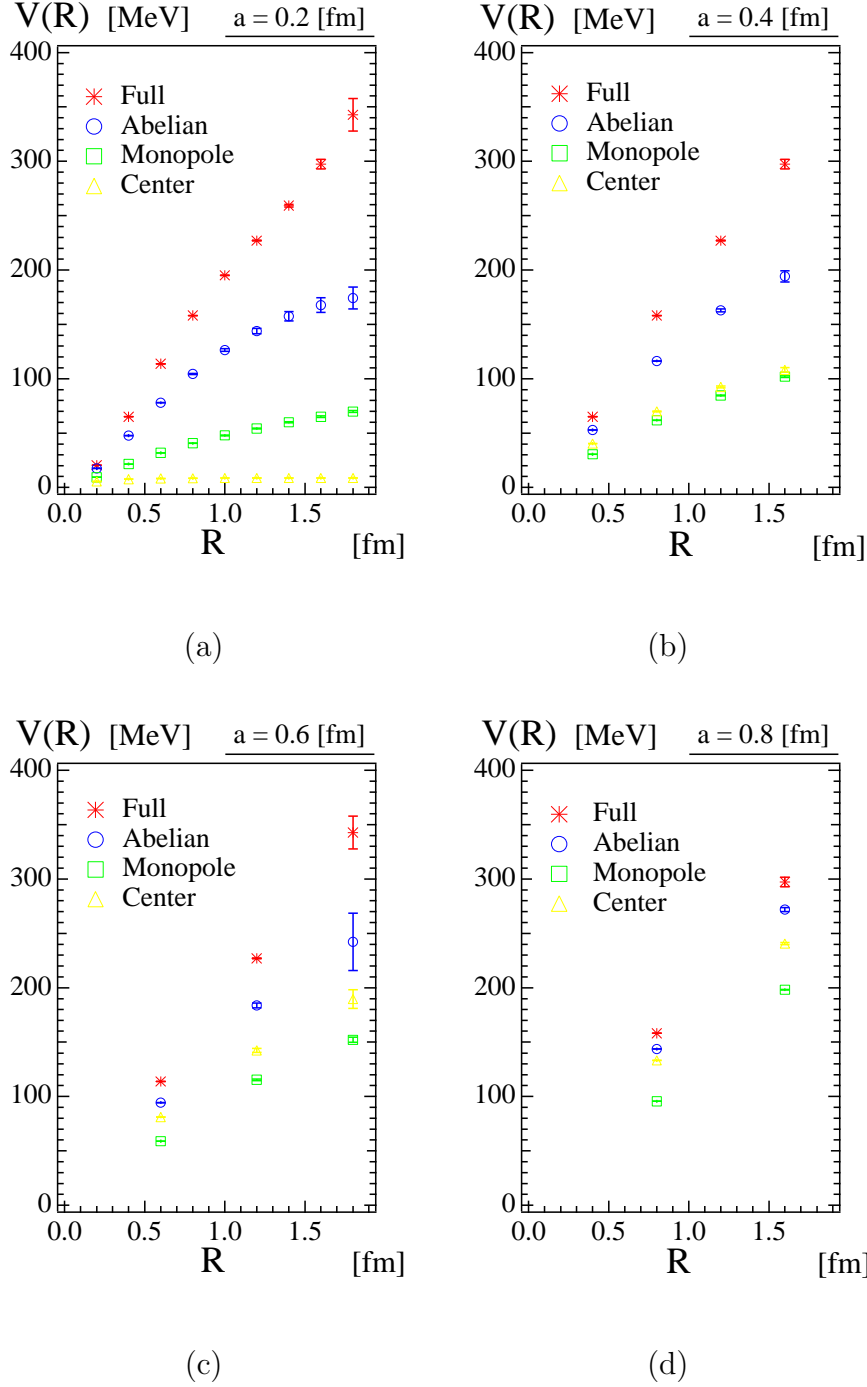 V(R) [MeV] a = 0.2 [fm]
400
300
200
100
0
Full
Abelian
Monopole
Center
0.0 0.5 1.0 1.5
R [fm]
(a)
V(R) [MeV] a = 0.4 [fm]
400
300
200
100
0
Full
Abelian
Monopole
Center
0.0 0.5 1.0 1.5
R [fm]
(b)
V(R) [MeV] a = 0.6 [fm]
400
300
200
100
0
Full
Abelian
Monopole
Center
0.0 0.5 1.0 1.5
R [fm]
(c)
V(R) [MeV] a = 0.8 [fm]
400
300
200
100
0
Full
Abelian
Monopole
Center
0.0 0.5 1.0 1.5
R [fm]
(d)